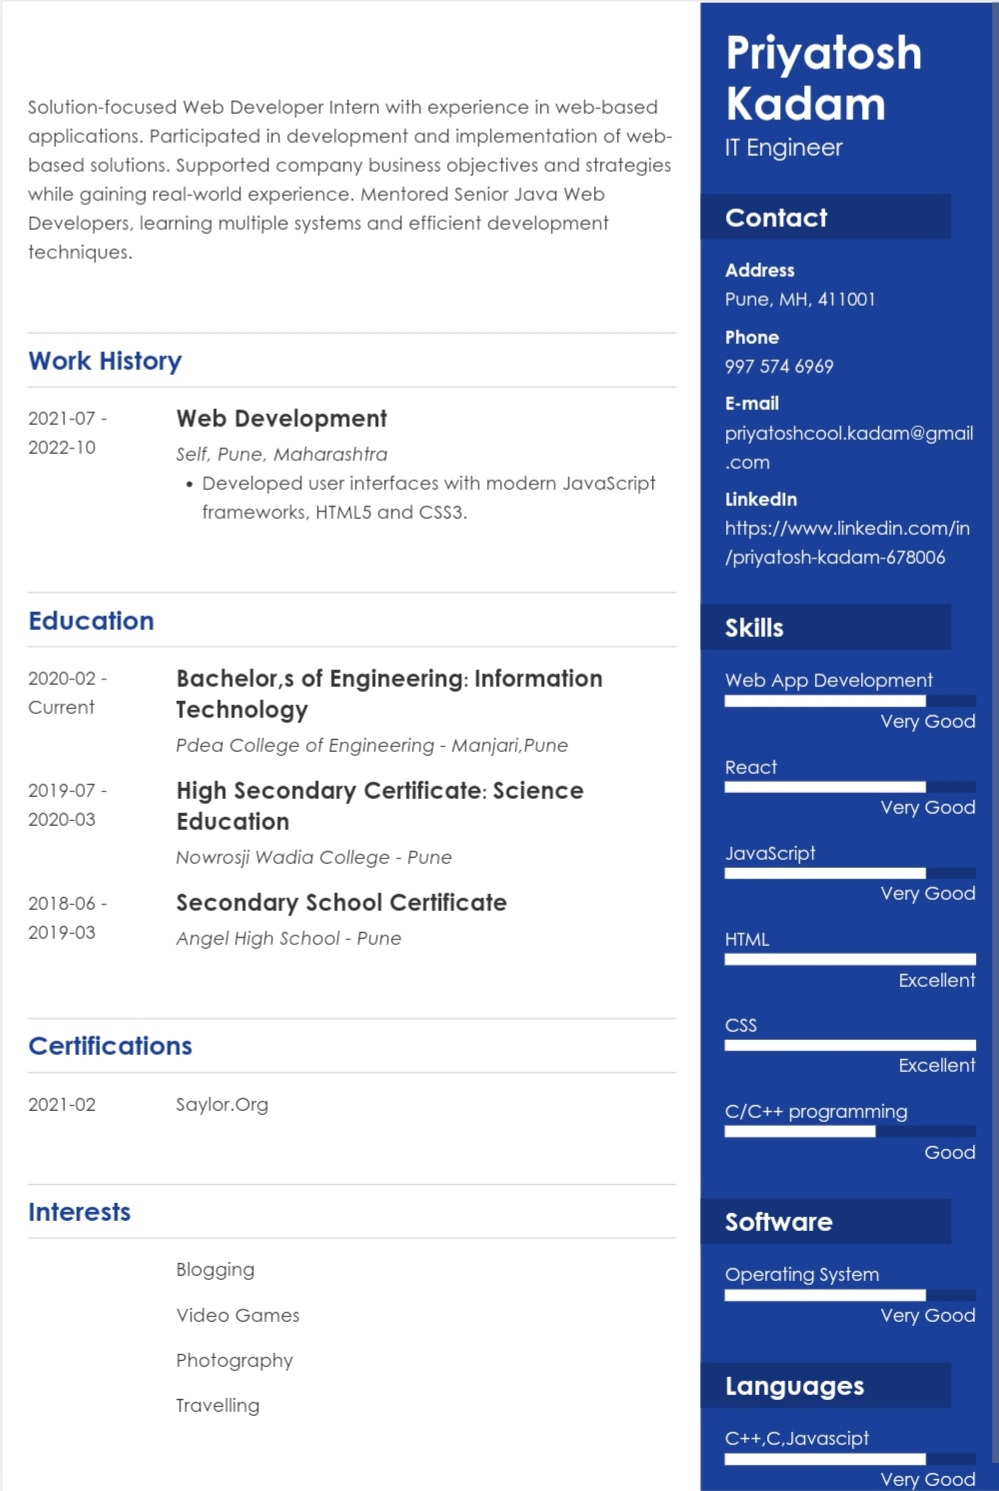 Solution-focused Web Developer Intern with experience in web-based
applications. Participated in development and implementation of web-
based solutions. Supported company business objectives and strategies
while gaining real-world experience. Mentored Senior Java Web
Developers, learning multiple systems and efficient development
techniques.
Work History
2021-07 -
2022-10
Web Development
Self, Pune, Maharashtra
• Developed user interfaces with modern JavaScript
frameworks, HTML5 and CSS3.
Education
2020-02 -
Current
Bachelor,s of Engineering: Information
Technology
Pdea College of Engineering - Manjari,Pune
2019-07 -
2020-03
High Secondary Certificate: Science
Education
Nowrosji Wadia College - Pune
2018-06 -
2019-03
Secondary School Certificate
Angel High School - Pune
Certifications
2021-02 Saylor.Org
Interests
Blogging
Video Games
Photography
Travelling
Priyatosh
Kadam
IT Engineer
Contact
Address
Pune, MH, 411001
Phone
997 574 6969
E-mail
priyatoshcool.kadam@gmail
.com
LinkedIn
https://www.linkedin.com/in
/priyatosh-kadam-678006
Skills
Web App Development
Very Good
React
Very Good
JavaScript
Very Good
HTML
Excellent
CSS
Excellent
C/C++ programming
Good
Software
Operating System
Very Good
Languages
C++,C,Javascipt
Very Good